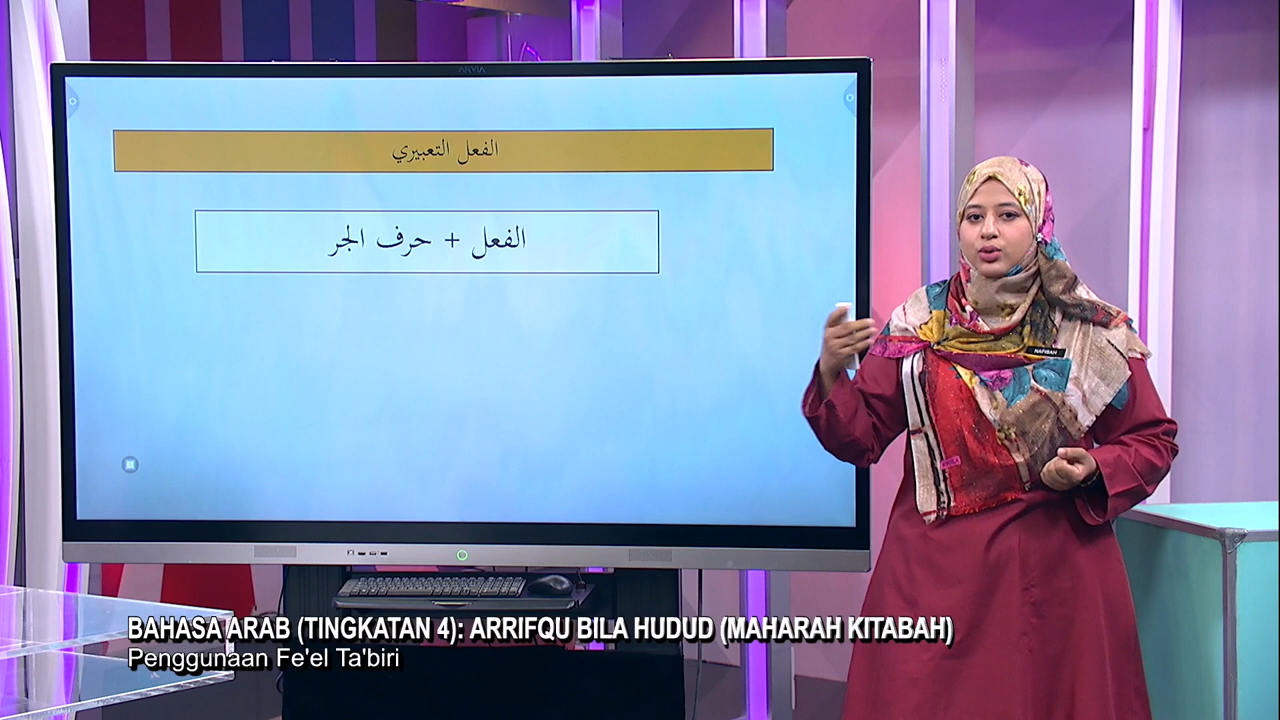 الفعل التعبيري
الفعل + حرف الجر
NAFISAH
BAHASA ARAB (TINGKATAN 4): ARRIFQU BILA HUDUD (MAHARAH KITABAH)
Penggunaan Fe'el Ta'biri